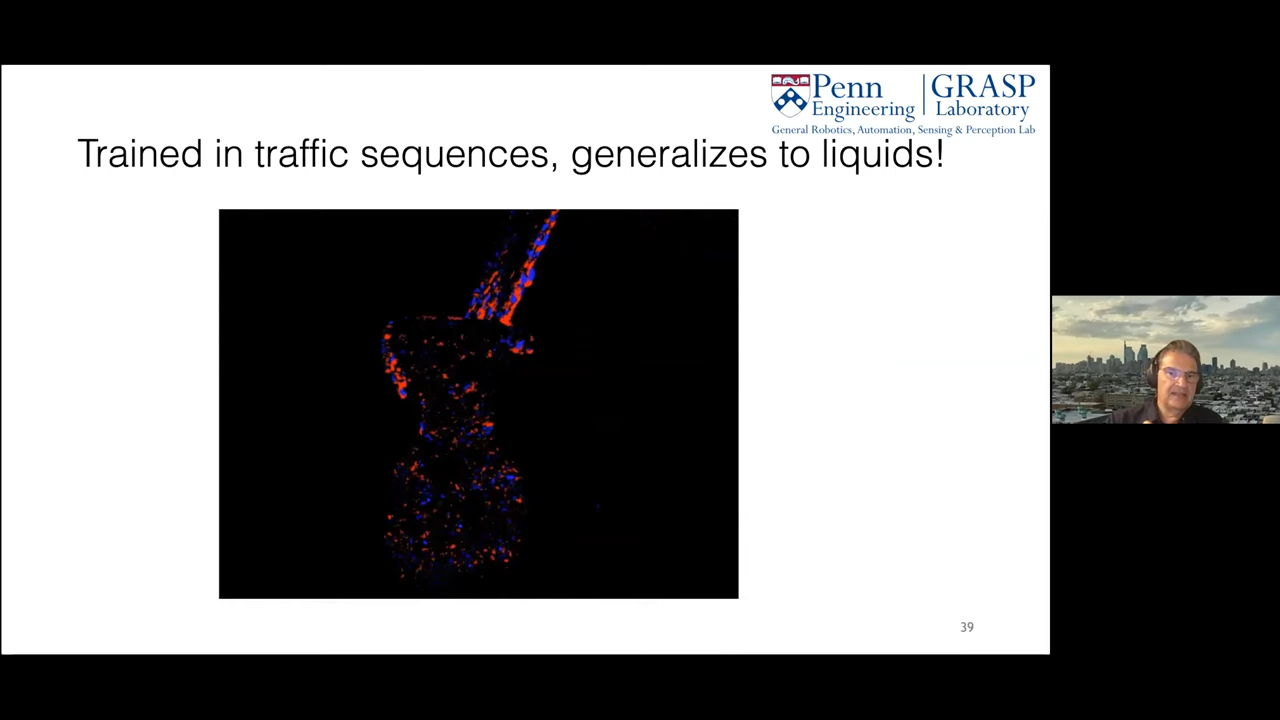 Penn Engineering
GRASP Laboratory
General Robotics, Automation, Sensing & Perception Lab
Trained in traffic sequences, generalizes to liquids!
39